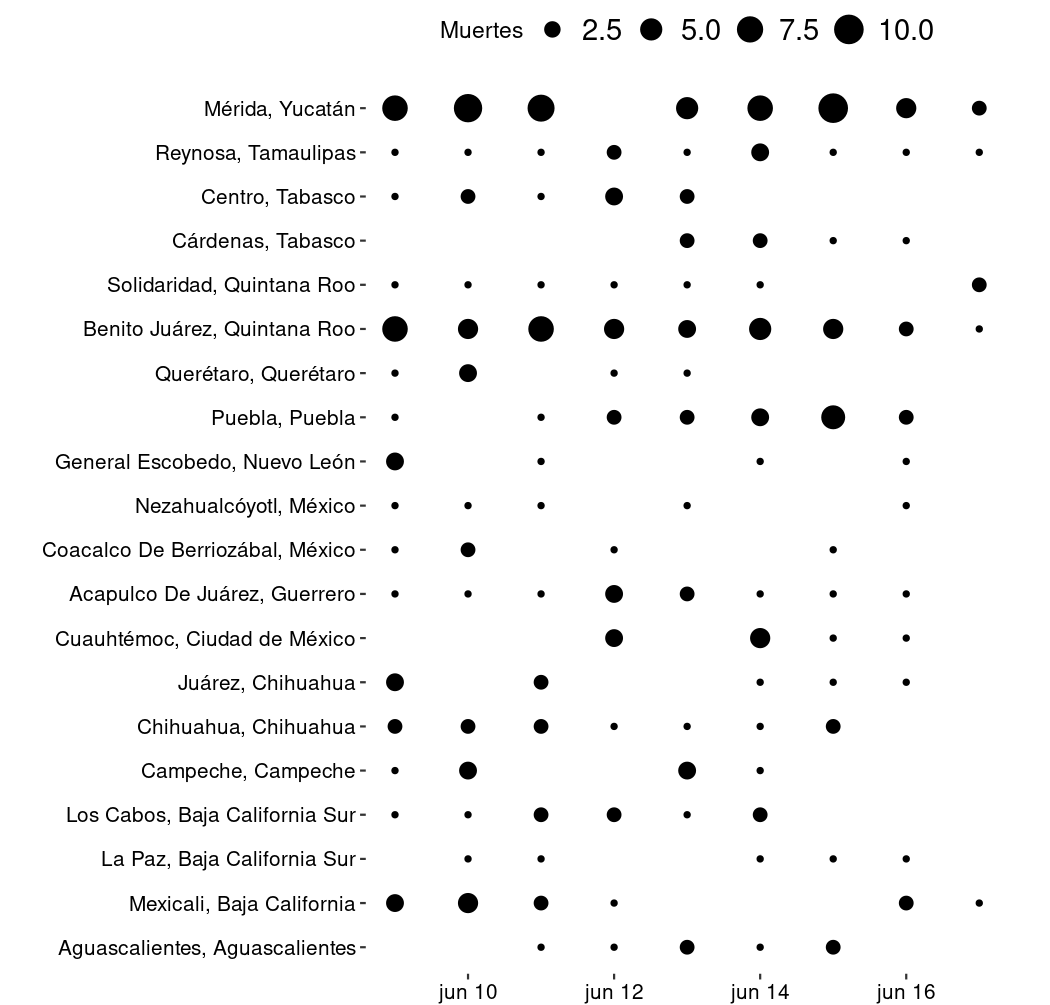 Muertes 2.5 5.0 7.5 10.0
Mérida, Yucatán
Reynosa, Tamaulipas
Centro, Tabasco
Cárdenas, Tabasco
Solidaridad, Quintana Roo
Benito Juárez, Quintana Roo
Querétaro, Querétaro
Puebla, Puebla
General Escobedo, Nuevo León
Nezahualcóyotl, México
Coacalco De Berriozábal, México
Acapulco De Juárez, Guerrero
Cuauhtémoc, Ciudad de México
Juárez, Chihuahua
Chihuahua, Chihuahua
Campeche, Campeche
Los Cabos, Baja California Sur
La Paz, Baja California Sur
Mexicali, Baja California
Aguascalientes, Aguascalientes
jun 10 jun 12 jun 14 jun 16